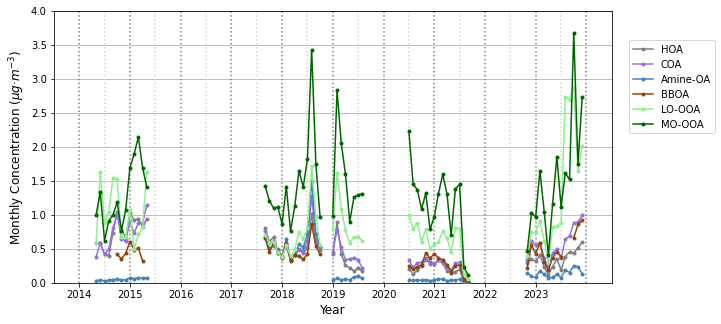 4.0
3.5
3.0
2.5
2.0
1.5
1.0
0.5
0.0
Monthly Concentration (μg·m⁻³)
2014 2015 2016 2017 2018 2019 2020 2021 2022 2023
Year
HOA
COA
Amine-OA
BBOA
LO-OOA
MO-OOA